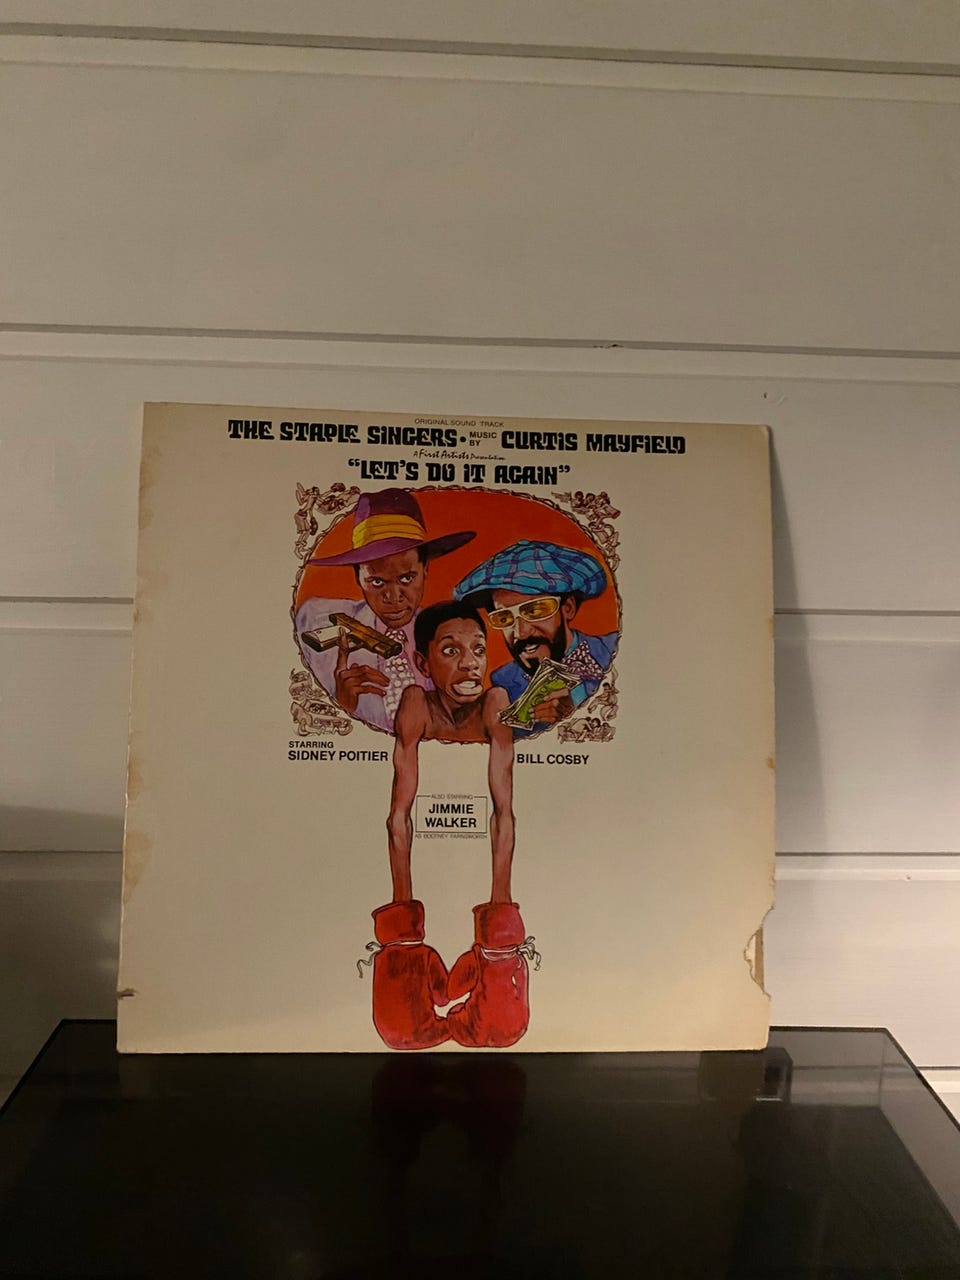 ORIGINAL SOUND TRACK
THE STAPLE SINGERS • MUSIC BY CURTIS MAYFIELD
A First Artists Presentation
"LET'S DO IT AGAIN"
STARRING
SIDNEY POITIER
BILL COSBY
ALSO STARRING
JIMMIE
WALKER
AS BOOTNEY FARNSWORTH